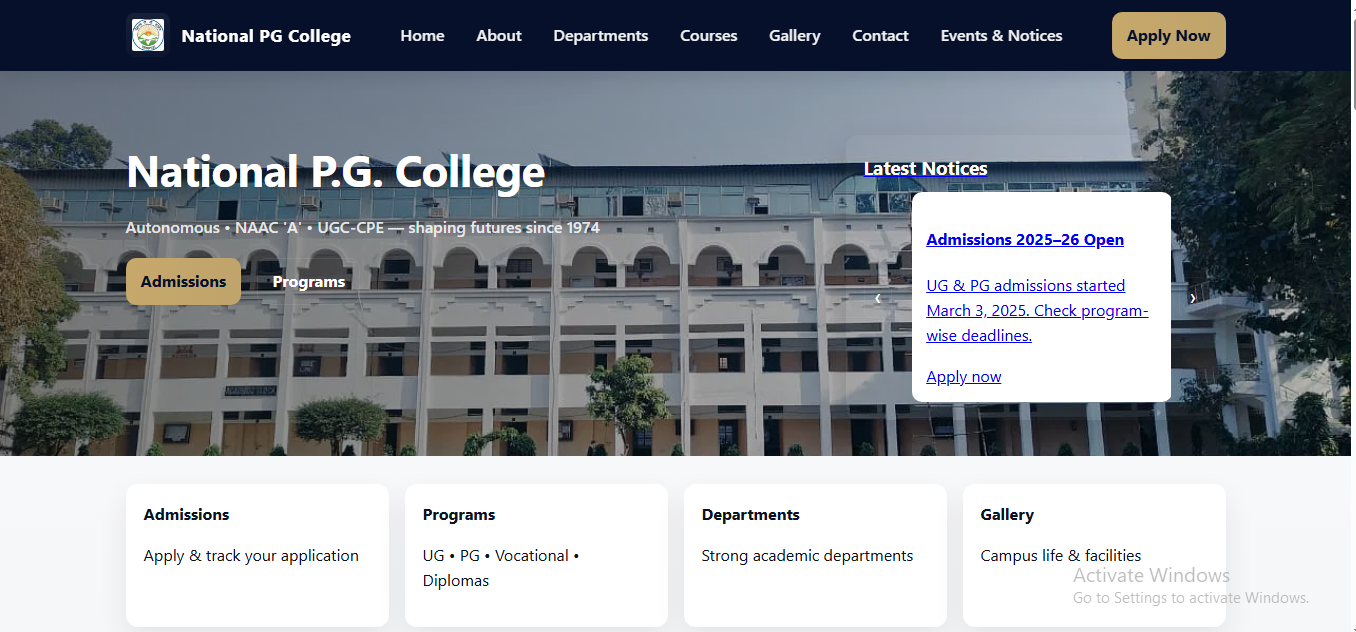 National PG College
Home
About
Departments
Courses
Gallery
Contact
Events & Notices
Apply Now
National P.G. College
Autonomous • NAAC 'A' • UGC-CPE — shaping futures since 1974
Admissions
Programs
Latest Notices
‹
Admissions 2025–26 Open
UG & PG admissions started
March 3, 2025. Check program-
wise deadlines.
Apply now
›
Admissions
Apply & track your application
Programs
UG • PG • Vocational •
Diplomas
Departments
Strong academic departments
Gallery
Campus life & facilities
Activate Windows
Go to Settings to activate Windows.